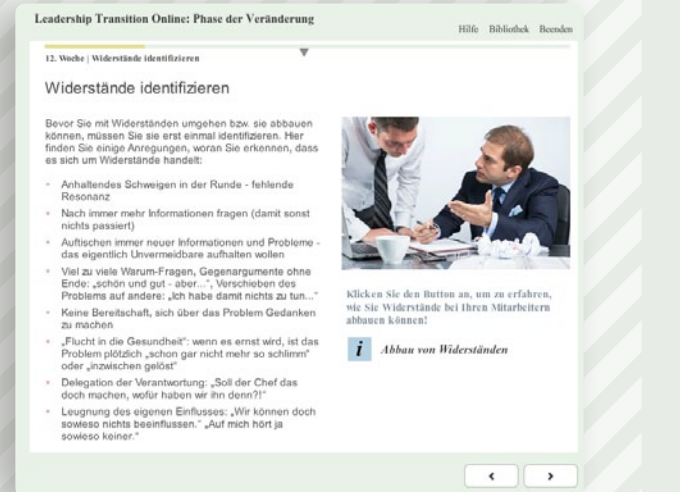 Leadership Transition Online: Phase der Veränderung
Hilfe Bibliothek Beenden
12. Woche | Widerstände identifizieren
Widerstände identifizieren
Bevor Sie mit Widerständen umgehen bzw. sie abbauen
können, müssen Sie sie erst einmal identifizieren. Hier
finden Sie einige Anregungen, woran Sie erkennen, dass
es sich um Widerstände handelt:
Anhaltendes Schweigen in der Runde - fehlende
Resonanz
Nach immer mehr Informationen fragen (damit sonst
nichts passiert)
Auftischen immer neuer Informationen und Probleme -
das eigentlich Unvermeidbare aufhalten wollen
Viel zu viele Warum-Fragen, Gegenargumente ohne
Ende: „schön und gut - aber...", Verschieben des
Problems auf andere: „Ich habe damit nichts zu tun..."
Keine Bereitschaft, sich über das Problem Gedanken
zu machen
„Flucht in die Gesundheit": wenn es ernst wird, ist das
Problem plötzlich „schon gar nicht mehr so schlimm"
oder „inzwischen gelöst"
Delegation der Verantwortung: „Soll der Chef das
doch machen, wofür haben wir ihn denn?!"
Leugnung des eigenen Einflusses: „Wir können doch
sowieso nichts beeinflussen." „Auf mich hört ja
sowieso keiner."
Klicken Sie den Button an, um zu erfahren,
wie Sie Widerstände bei Ihren Mitarbeitern
abbauen können!
i Abbau von Widerständen